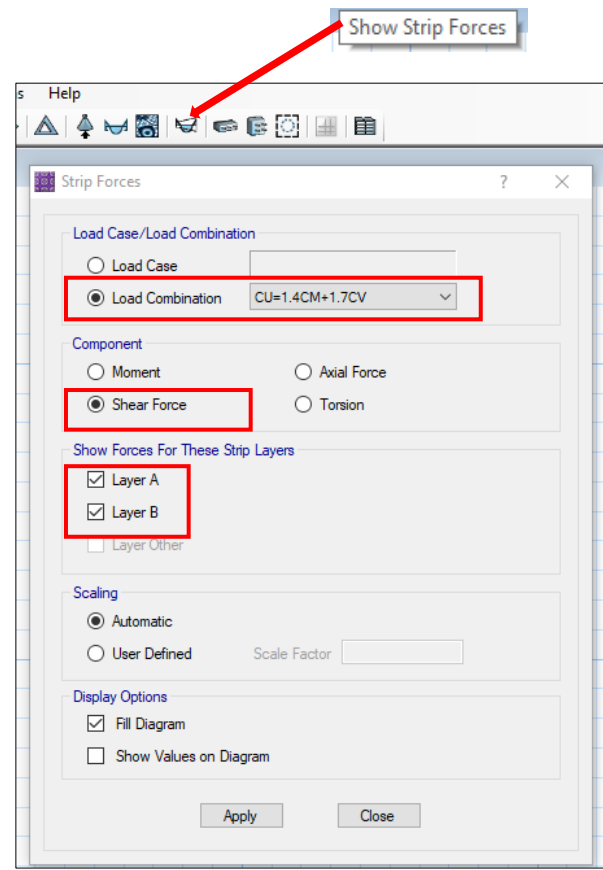 Show Strip Forces
s Help
Strip Forces ? ×
Load Case/Load Combination
Load Case
Load Combination CU=1.4CM+1.7CV
Component
Moment Axial Force
Shear Force Torsion
Show Forces For These Strip Layers
Layer A
Layer B
Layer Other
Scaling
Automatic
User Defined Scale Factor
Display Options
Fill Diagram
Show Values on Diagram
Apply Close